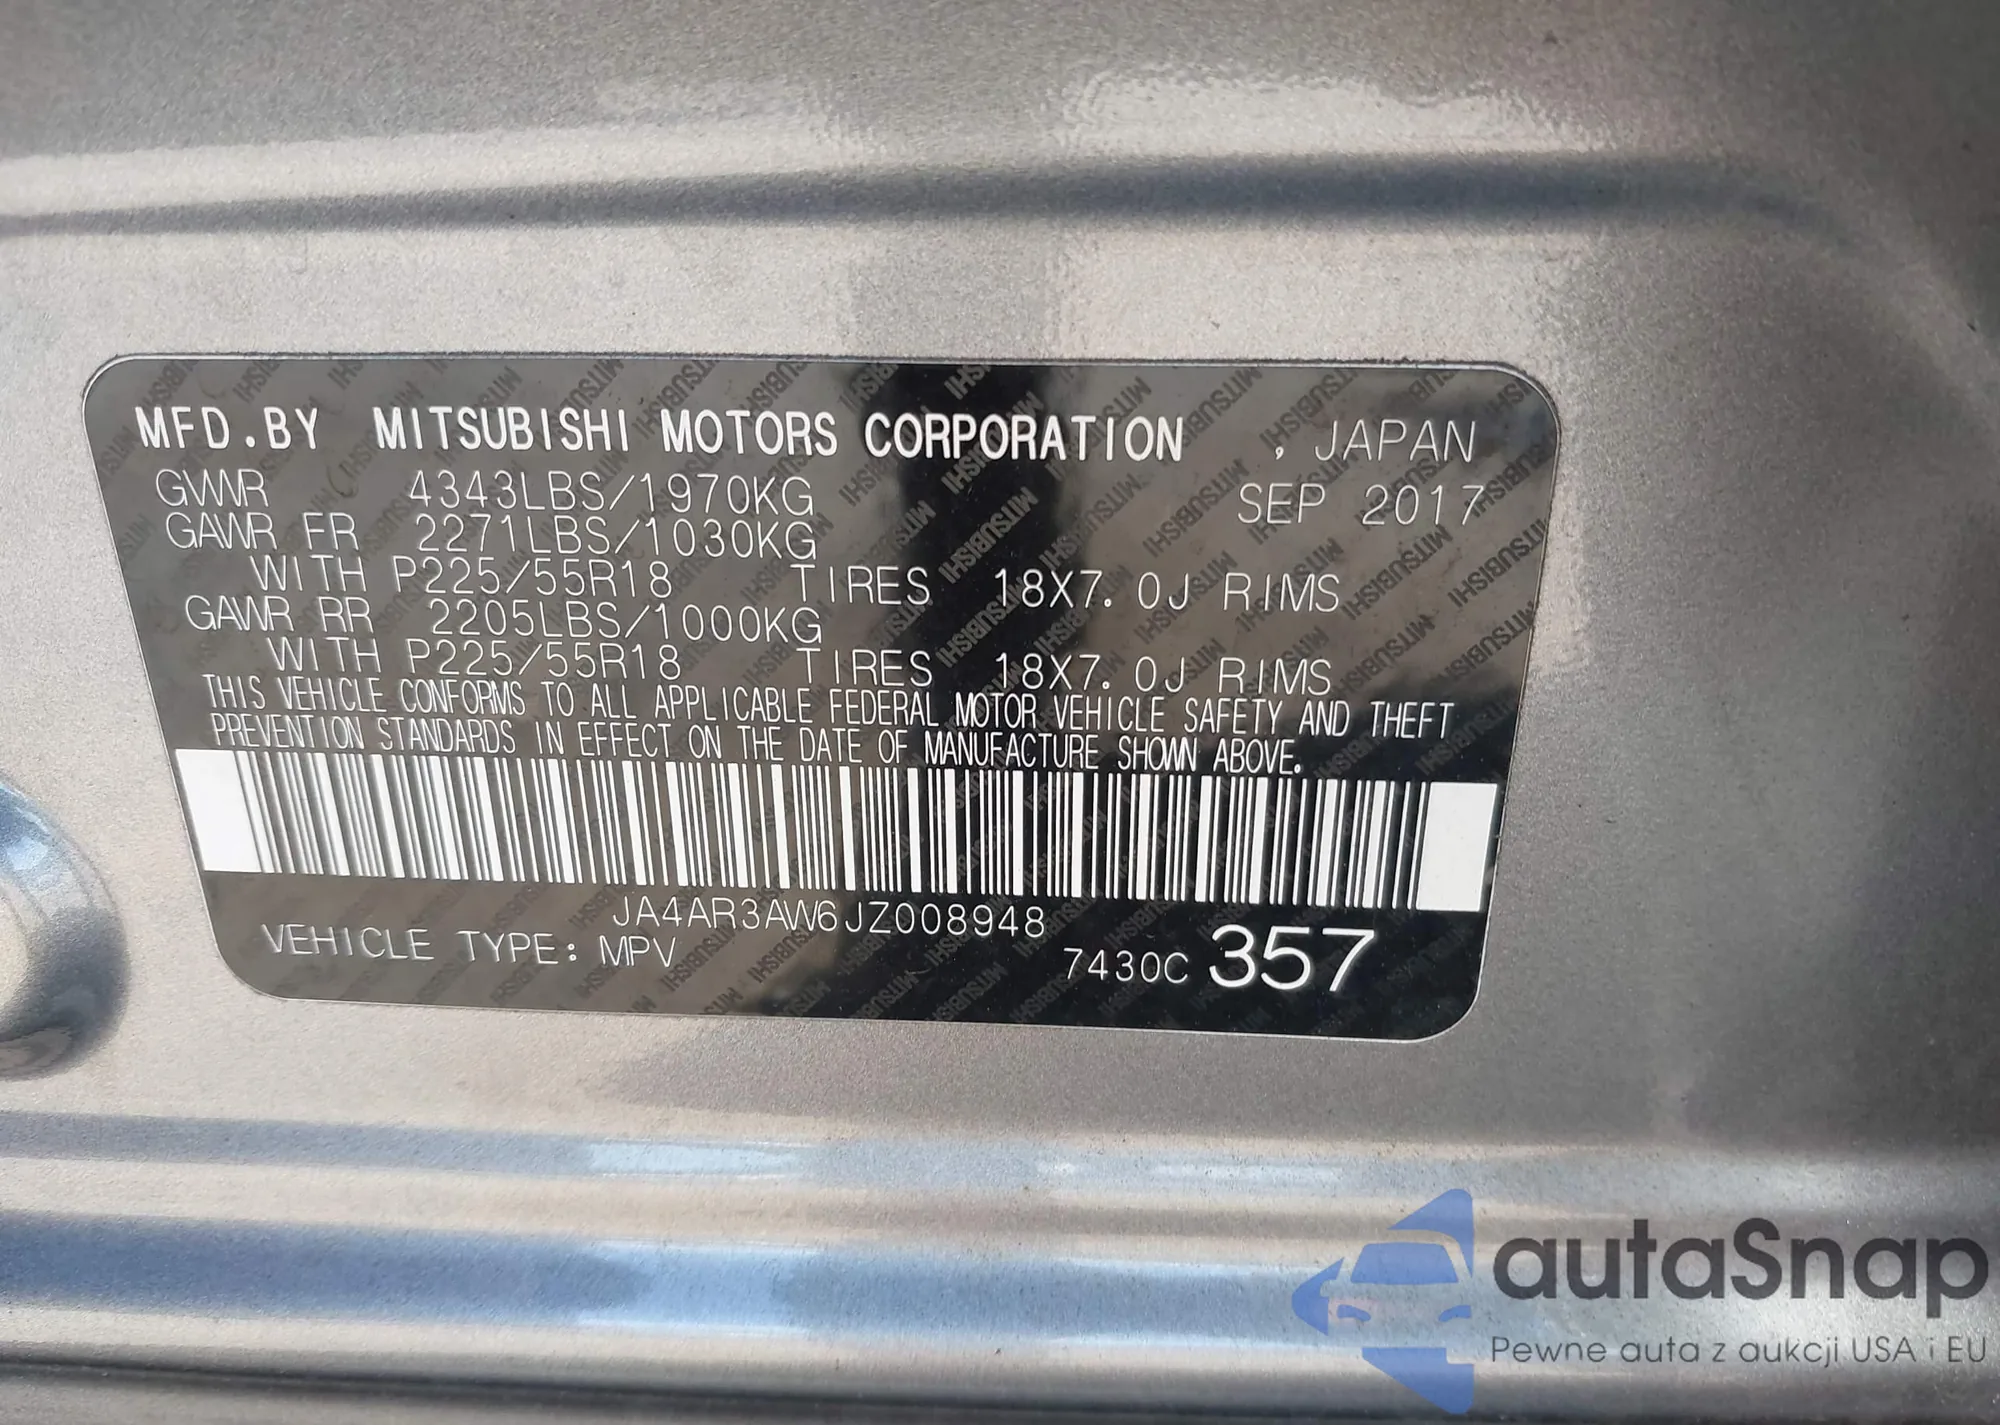 MFD.BY MITSUBISHI MOTORS CORPORATION , JAPAN
GVWR 4343LBS/1970KG SEP 2017
GAWR FR 2271LBS/1030KG
WITH P225/55R18 TIRES 18X7.0J RIMS
GAWR RR 2205LBS/1000KG
WITH P225/55R18 TIRES 18X7.0J RIMS
THIS VEHICLE CONFORMS TO ALL APPLICABLE FEDERAL MOTOR VEHICLE SAFETY AND THEFT
PREVENTION STANDARDS IN EFFECT ON THE DATE OF MANUFACTURE SHOWN ABOVE.
JA4AR3AW6JZ008948
VEHICLE TYPE: MPV 7430C 357
autaSnap
Pewne auta z aukcji USA i EU